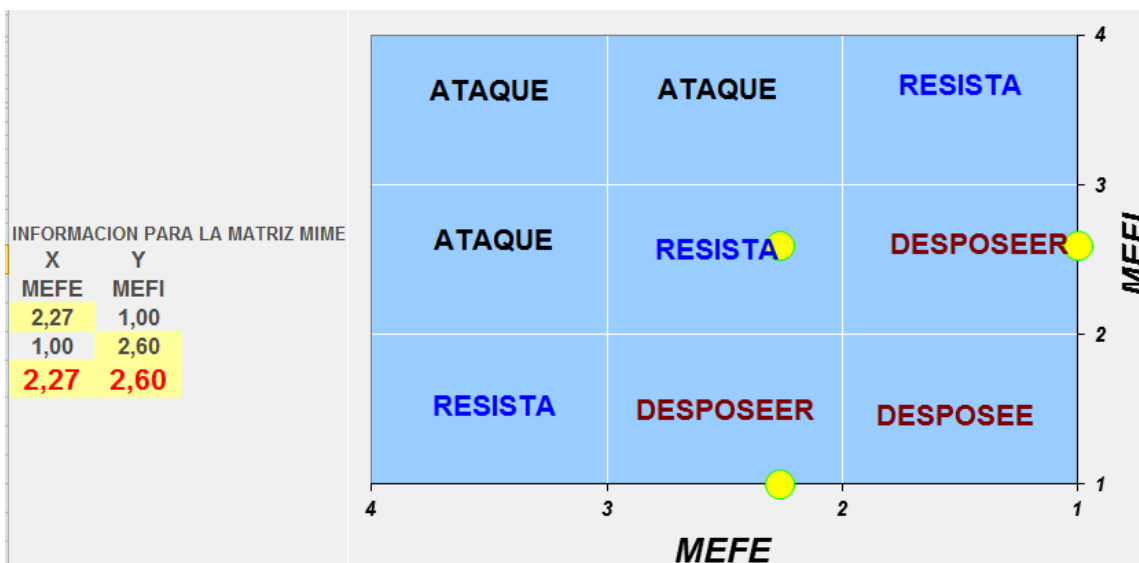 INFORMACION PARA LA MATRIZ MIME
X Y
MEFE MEFI
2,27 1,00
1,00 2,60
2,27 2,60
ATAQUE ATAQUE RESISTA
ATAQUE RESISTA DESPOSEER
RESISTA DESPOSEER DESPOSEE
4
3
2
1
MEFI
4 3 2 1
MEFE